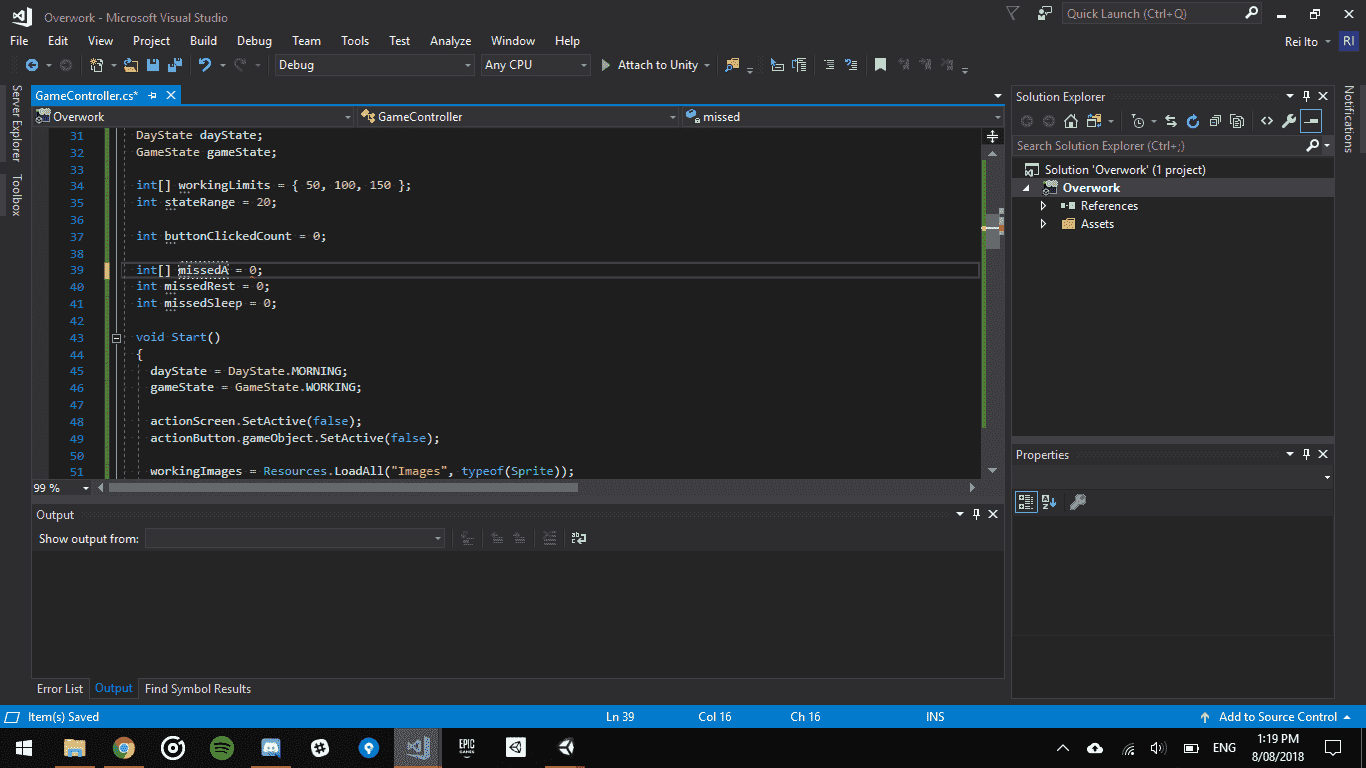 Overwork - Microsoft Visual Studio
Quick Launch (Ctrl+Q)
File Edit View Project Build Debug Team Tools Test Analyze Window Help
Rei Ito RI
Debug Any CPU Attach to Unity
Server Explorer
Toolbox
GameController.cs*
Overwork GameController missed
31 DayState dayState;
32 GameState gameState;
33
34 int[] workingLimits = { 50, 100, 150 };
35 int stateRange = 20;
36
37 int buttonClickedCount = 0;
38
39 int[] missedA = 0;
40 int missedRest = 0;
41 int missedSleep = 0;
42
43 void Start()
44 {
45 dayState = DayState.MORNING;
46 gameState = GameState.WORKING;
47
48 actionScreen.SetActive(false);
49 actionButton.gameObject.SetActive(false);
50
51 workingImages = Resources.LoadAll("Images", typeof(Sprite));
99 %
Output
Show output from:
Error List Output Find Symbol Results
Solution Explorer
Search Solution Explorer (Ctrl+;)
Solution 'Overwork' (1 project)
Overwork
References
Assets
Properties
Notifications
Item(s) Saved Ln 39 Col 16 Ch 16 INS Add to Source Control
EPIC GAMES
ENG
1:19 PM
8/08/2018